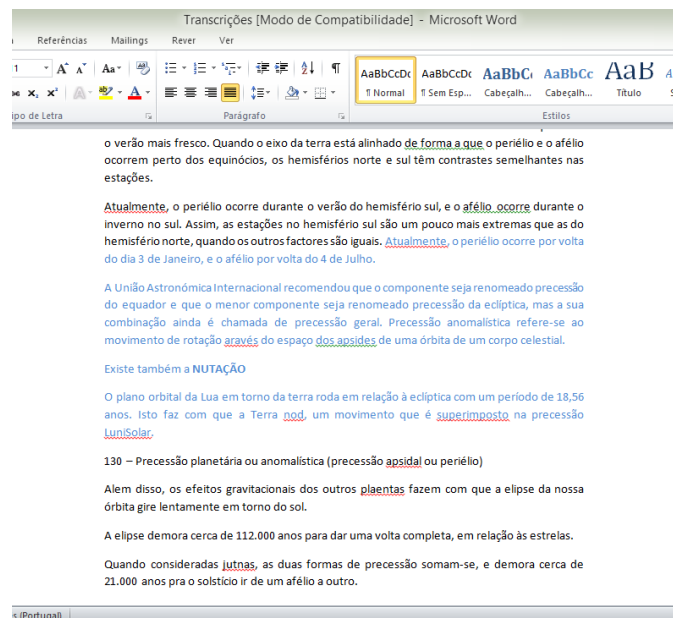 Transcrições [Modo de Compatibilidade] - Microsoft Word
Referências Mailings Rever Ver
Aa
AaBbCcDc AaBbCcDc AaBbC AaBbCc AaB
¶ Normal ¶ Sem Esp... Cabeçalh... Cabeçalh... Título
ipo de Letra Parágrafo Estilos
o verão mais fresco. Quando o eixo da terra está alinhado de forma a que o periélio e o afélio
ocorrem perto dos equinócios, os hemisférios norte e sul têm contrastes semelhantes nas
estações.
Atualmente, o periélio ocorre durante o verão do hemisfério sul, e o afélio ocorre durante o
inverno no sul. Assim, as estações no hemisfério sul são um pouco mais extremas que as do
hemisfério norte, quando os outros factores são iguais. Atualmente, o periélio ocorre por volta
do dia 3 de Janeiro, e o afélio por volta do 4 de Julho.
A União Astronómica Internacional recomendou que o componente seja renomeado precessão
do equador e que o menor componente seja renomeado precessão da eclíptica, mas a sua
combinação ainda é chamada de precessão geral. Precessão anomalística refere-se ao
movimento de rotação aravés do espaço dos apsides de uma órbita de um corpo celestial.
Existe também a NUTAÇÃO
O plano orbital da Lua em torno da terra roda em relação à eclíptica com um período de 18,56
anos. Isto faz com que a Terra nod, um movimento que é superimposto na precessão
LuniSolar.
130 – Precessão planetária ou anomalística (precessão apsidal ou periélio)
Alem disso, os efeitos gravitacionais dos outros plaentas fazem com que a elipse da nossa
órbita gire lentamente em torno do sol.
A elipse demora cerca de 112.000 anos para dar uma volta completa, em relação às estrelas.
Quando consideradas jutnas, as duas formas de precessão somam-se, e demora cerca de
21.000 anos pra o solstício ir de um afélio a outro.
(Portugal)